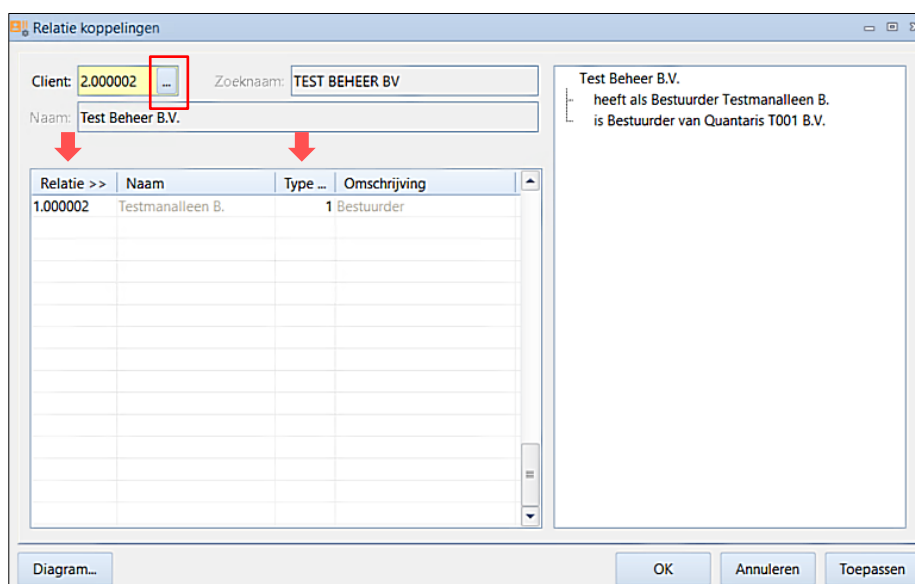 Relatie koppelingen
Client: 2.000002 ... Zoeknaam: TEST BEHEER BV
Naam: Test Beheer B.V.
Relatie >> Naam Type ... Omschrijving
1.000002 Testmanalleen B. 1 Bestuurder
Test Beheer B.V.
heeft als Bestuurder Testmanalleen B.
is Bestuurder van Quantaris T001 B.V.
Diagram... OK Annuleren Toepassen